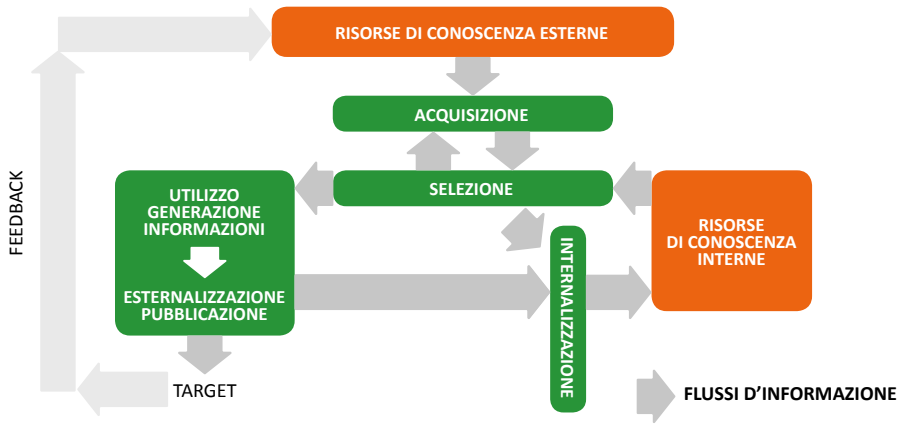 RISORSE DI CONOSCENZA ESTERNE
ACQUISIZIONE
SELEZIONE
UTILIZZO
GENERAZIONE
INFORMAZIONI
ESTERNALIZZAZIONE
PUBBLICAZIONE
INTERNALIZZAZIONE
RISORSE
DI CONOSCENZA
INTERNE
FEEDBACK
TARGET
FLUSSI D’INFORMAZIONE